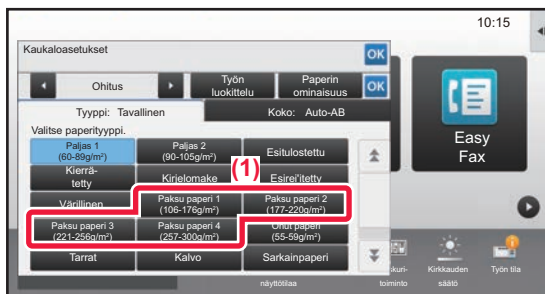 10:15
Kaukaloasetukset
OK
Ohitus
Työn
luokittelu
Paperin
ominaisuus
OK
Tyyppi: Tavallinen
Koko: Auto-AB
Valitse paperityyppi.
Paljas 1
(60-89g/m²)
Paljas 2
(90-105g/m²)
Esitulostettu
Kierrä-
tetty
Kirjelomake
(1)
Esirei'itetty
Värillinen
Paksu paperi 1
(106-176g/m²)
Paksu paperi 2
(177-220g/m²)
Paksu paperi 3
(221-256g/m²)
Paksu paperi 4
(257-300g/m²)
Ohut paperi
(55-59g/m²)
Tarrat
Kalvo
Sarkainpaperi
Easy
Fax
näyttötilaa
toiminto
Kirkkauden
säätö
Työn tila